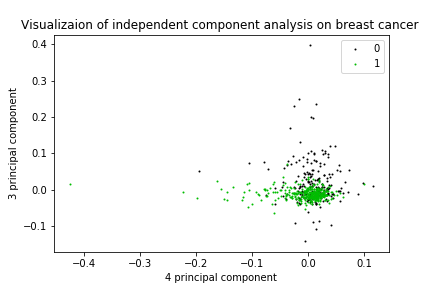 Visualizaion of independent component analysis on breast cancer
0
1
0.4
0.3
0.2
0.1
0.0
−0.1
3 principal component
−0.4 −0.3 −0.2 −0.1 0.0 0.1
4 principal component